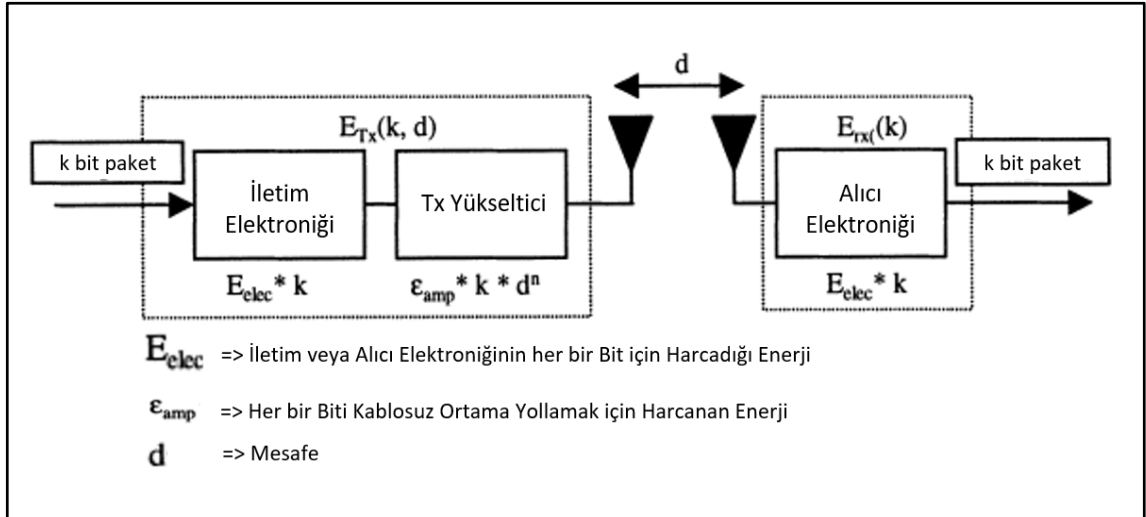 d
E_Tx(k, d)
E_rx((k)
k bit paket
k bit paket
İletim
Elektroniği
Tx Yükseltici
Alıcı
Elektroniği
E_elec * k
ε_amp * k * d^n
E_elec * k
E_elec => İletim veya Alıcı Elektroniğinin her bir Bit için Harcadığı Enerji
ε_amp => Her bir Biti Kablosuz Ortama Yollamak için Harcanan Enerji
d => Mesafe